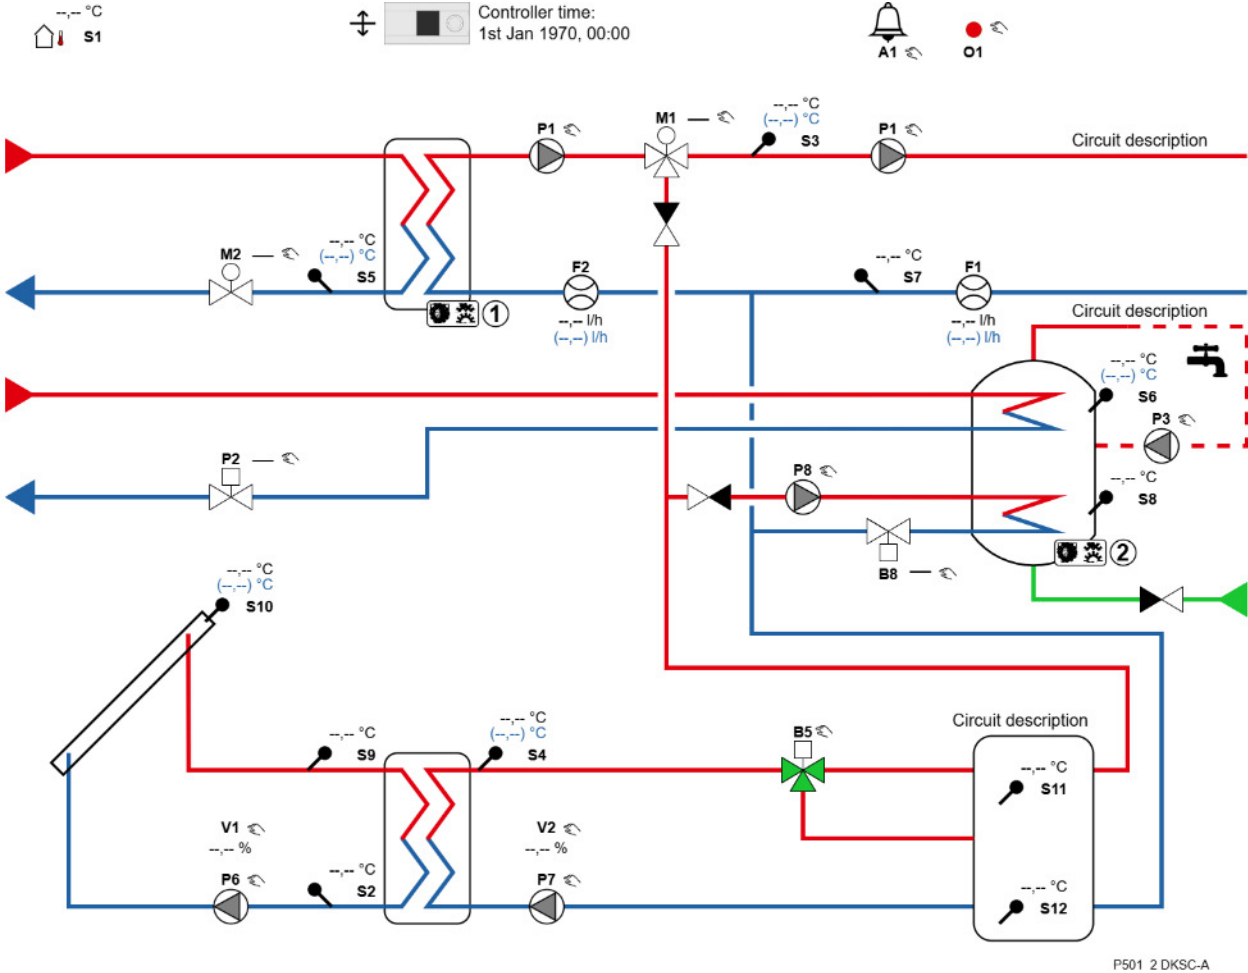 --,-- °C
S1
Controller time:
1st Jan 1970, 00:00
A1
O1
--,-- °C
(--,--) °C
S3
P1
M1
P1
Circuit description
M2
--,-- °C
(--,--) °C
S5
1
F2
--,-- l/h
(--,--) l/h
--,-- °C
S7
F1
--,-- l/h
(--,--) l/h
Circuit description
--,-- °C
(--,--) °C
S6
P3
P2
P8
--,-- °C
S8
2
B8
--,-- °C
(--,--) °C
S10
--,-- °C
S9
--,-- °C
(--,--) °C
S4
B5
Circuit description
--,-- °C
S11
V1
--,-- %
V2
--,-- %
P6
--,-- °C
S2
P7
--,-- °C
S12
P501 2 DKSC-A